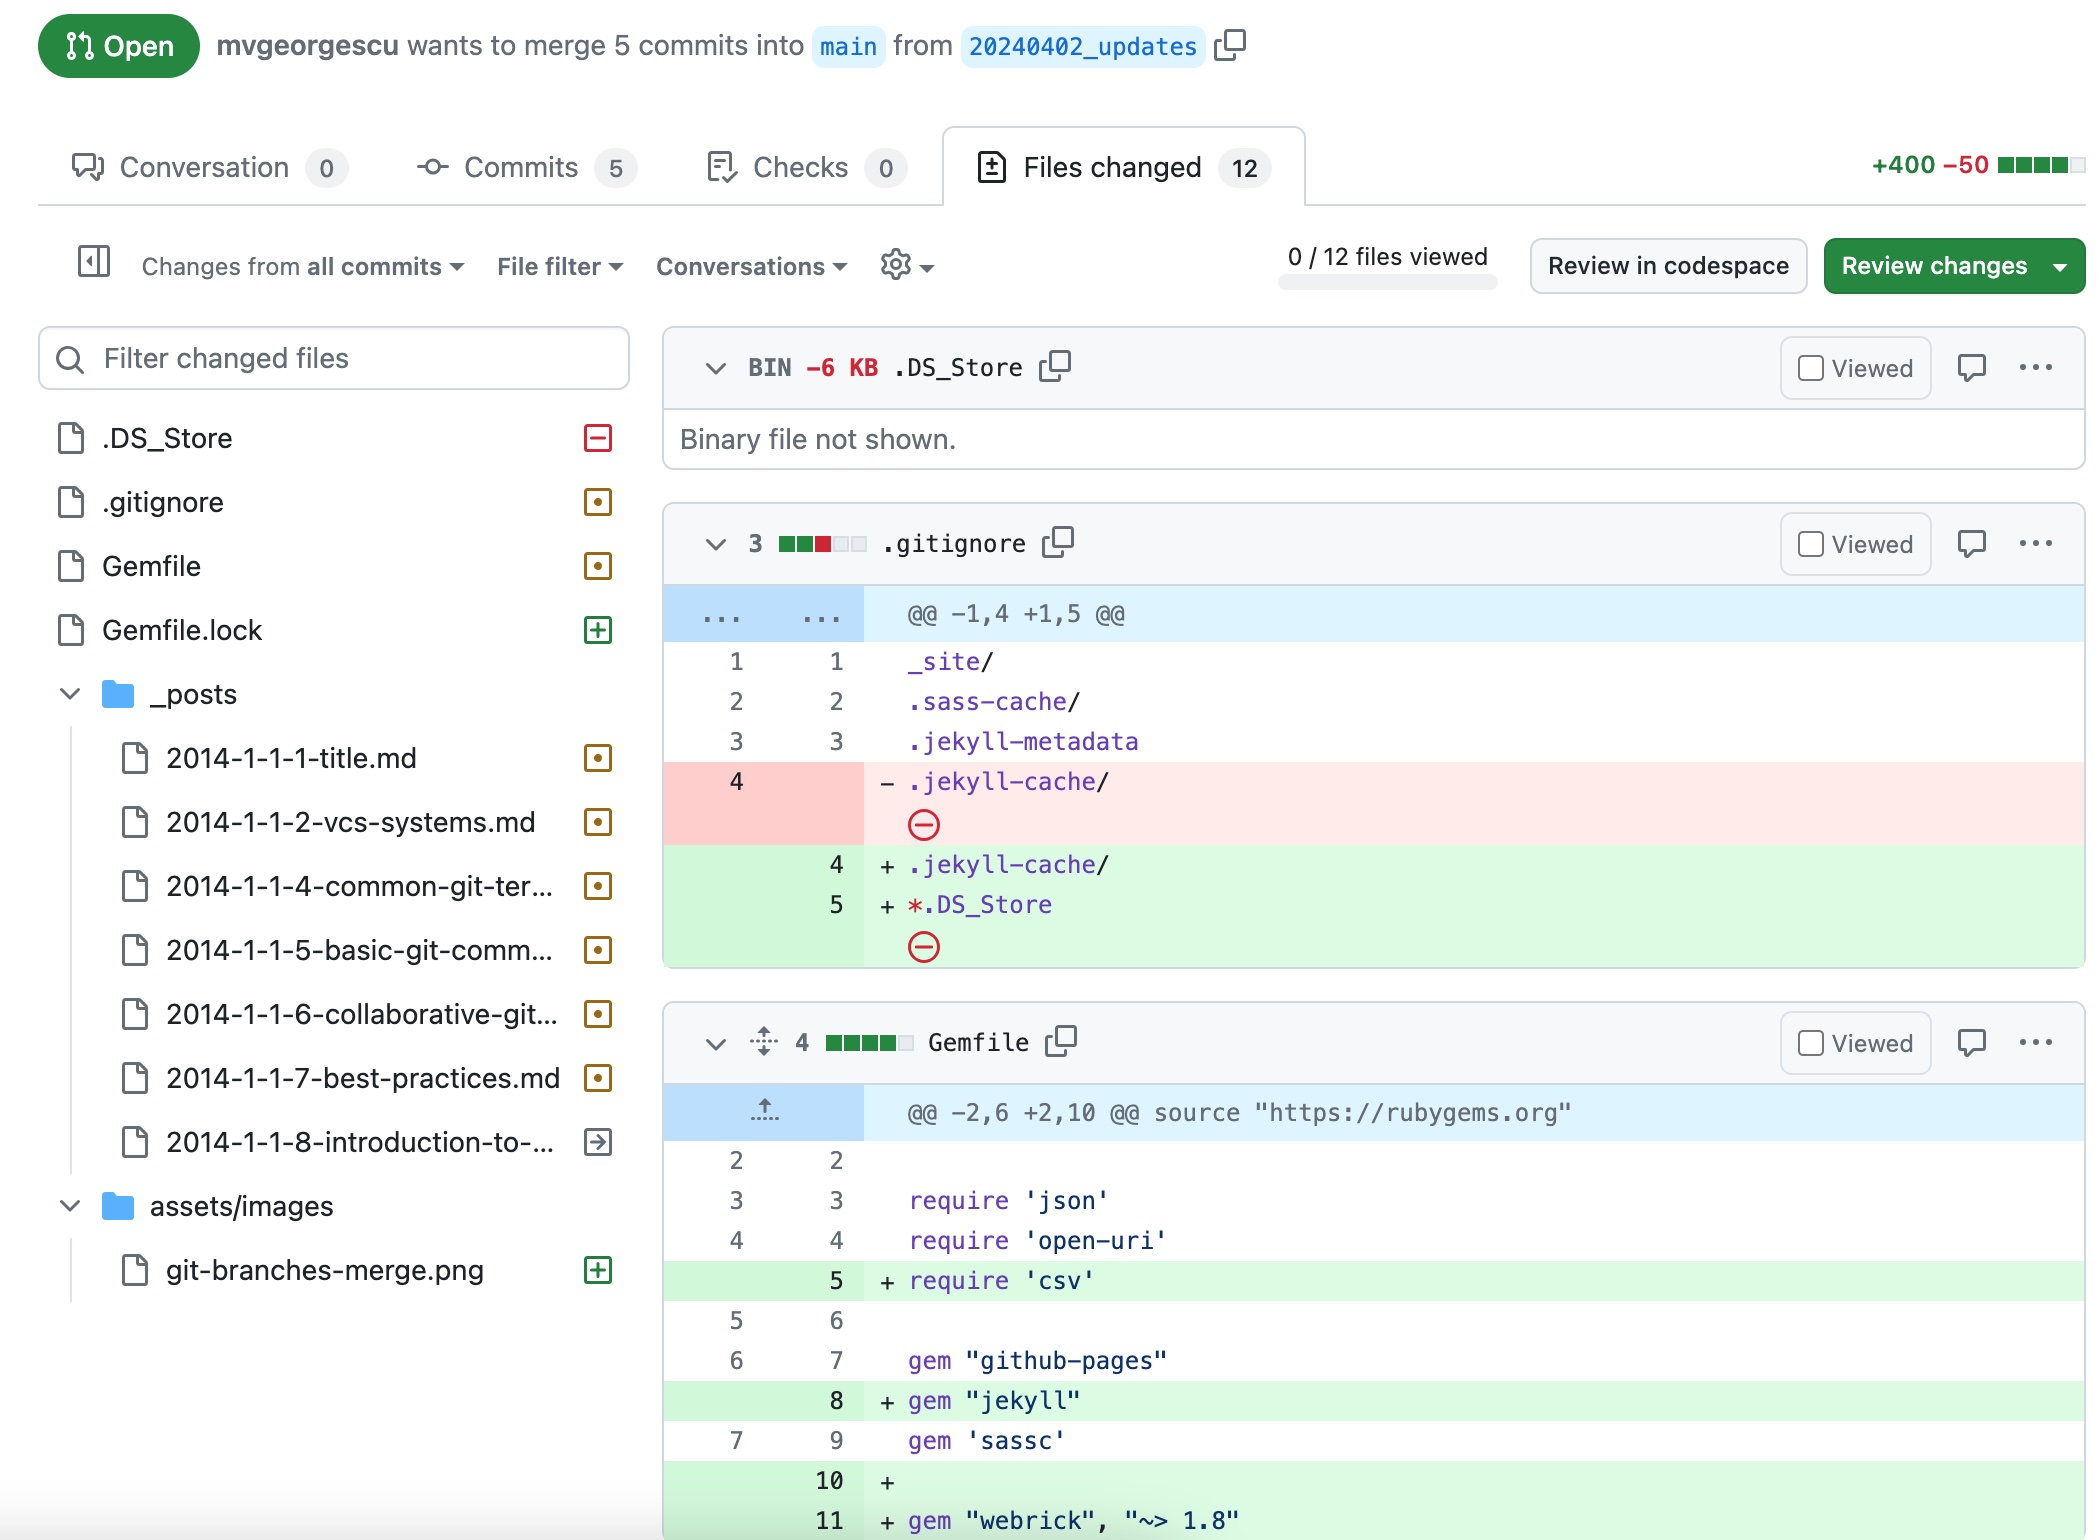 Open mvgeorgescu wants to merge 5 commits into main from 20240402_updates
Conversation 0 Commits 5 Checks 0 Files changed 12 +400 −50
Changes from all commits File filter Conversations 0 / 12 files viewed Review in codespace Review changes
Filter changed files
.DS_Store
.gitignore
Gemfile
Gemfile.lock
_posts
2014-1-1-1-title.md
2014-1-1-2-vcs-systems.md
2014-1-1-4-common-git-ter...
2014-1-1-5-basic-git-comm...
2014-1-1-6-collaborative-git...
2014-1-1-7-best-practices.md
2014-1-1-8-introduction-to-...
assets/images
git-branches-merge.png
BIN −6 KB .DS_Store Viewed
Binary file not shown.
3 .gitignore Viewed
... ... @@ −1,4 +1,5 @@
1 1 _site/
2 2 .sass-cache/
3 3 .jekyll-metadata
4 − .jekyll-cache/
4 + .jekyll-cache/
5 + *.DS_Store
4 Gemfile Viewed
@@ −2,6 +2,10 @@ source "https://rubygems.org"
2 2
3 3 require 'json'
4 4 require 'open-uri'
5 + require 'csv'
5 6
6 7 gem "github-pages"
8 + gem "jekyll"
7 9 gem 'sassc'
10 +
11 + gem "webrick", "~> 1.8"